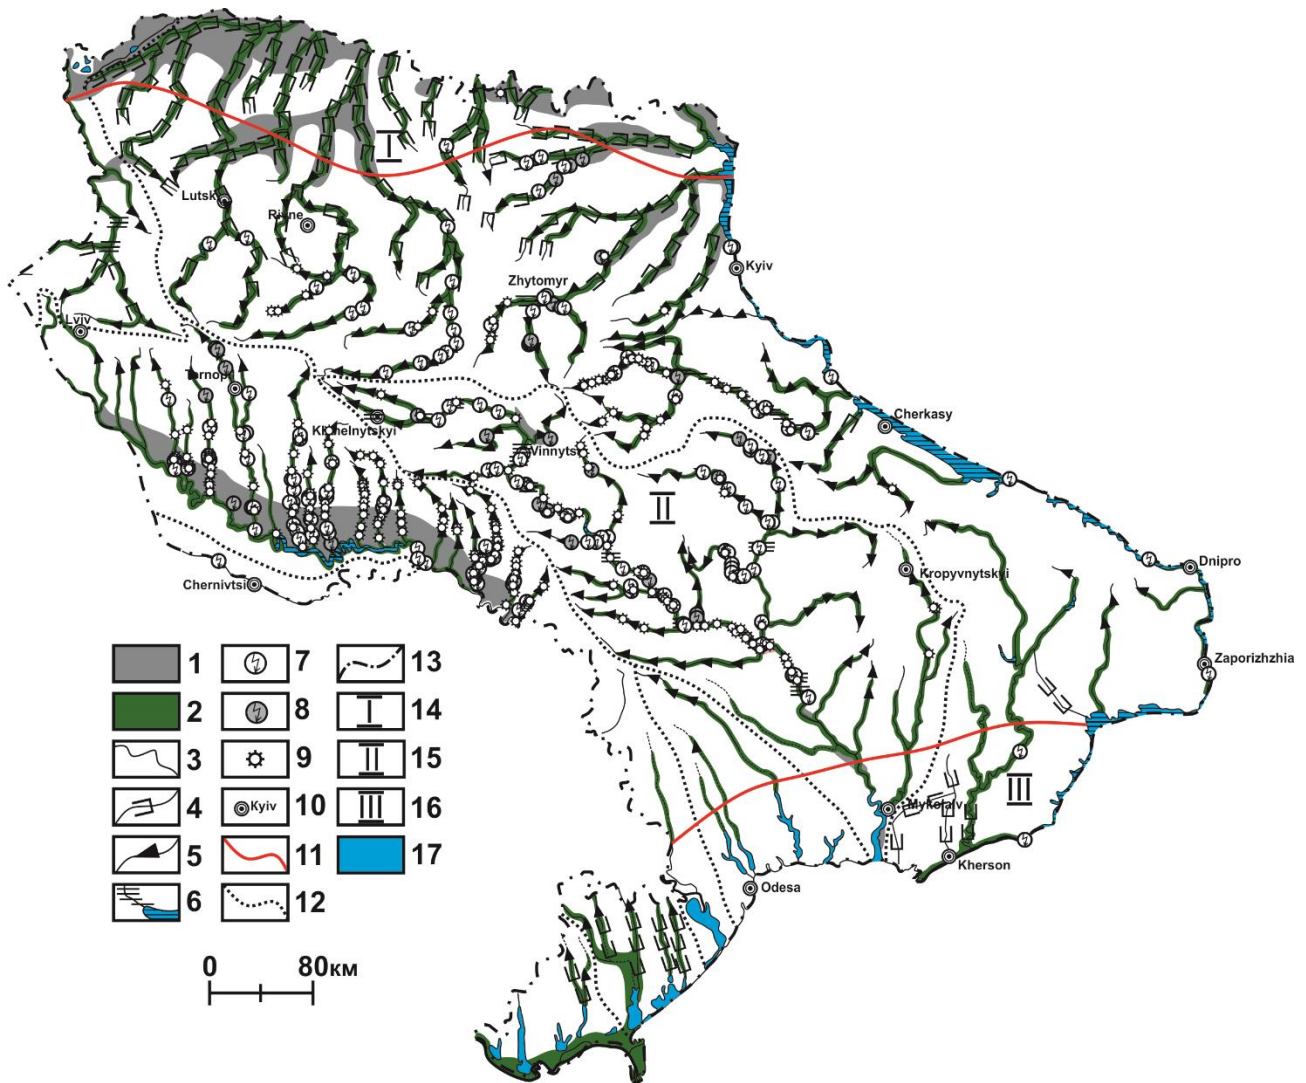 I
Lutsk
Rivne
Kyiv
Zhytomyr
Lviv
Ternopil
Khmelnytskyi
Cherkasy
Vinnytsia
II
Chernivtsi
Kropyvnytskyi
Dnipro
Zaporizhzhia
III
Mykolaiv
Kherson
Odesa
1 7 13
2 8 I 14
3 9 II 15
4 Kyiv 10 III 16
5 11 17
6 12
0 80км